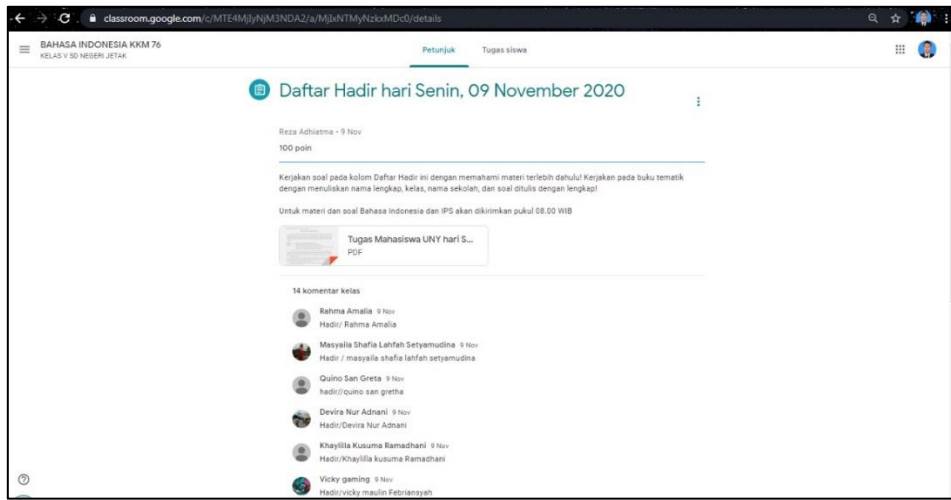 classroom.google.com/c/MTE4MjIyNjM3NDA2/a/MjIxNTMyNzkxMDc0/details
BAHASA INDONESIA KKM 76
KELAS V SD NEGERI JETAK
Petunjuk
Tugas siswa
Daftar Hadir hari Senin, 09 November 2020
Reza Adhiatma • 9 Nov
100 poin
Kerjakan soal pada kolom Daftar Hadir ini dengan memahami materi terlebih dahulu! Kerjakan pada buku tematik
dengan menuliskan nama lengkap, kelas, nama sekolah, dan soal ditulis dengan lengkap!
Untuk materi dan soal Bahasa Indonesia dan IPS akan dikirimkan pukul 08.00 WIB
Tugas Mahasiswa UNY hari S...
PDF
14 komentar kelas
Rahma Amalia 9 Nov
Hadir/ Rahma Amalia
Masyaila Shafia Lahfah Setyamudina 9 Nov
Hadir / masyaila shafia lahfah setyamudina
Quino San Greta 9 Nov
hadir//quino san gretha
Devira Nur Adnani 9 Nov
Hadir/Devira Nur Adnani
Khaylilla Kusuma Ramadhani 9 Nov
Hadir/Khaylilla kusuma Ramadhani
Vicky gaming 9 Nov
Hadir/vicky maulin Febriansyah